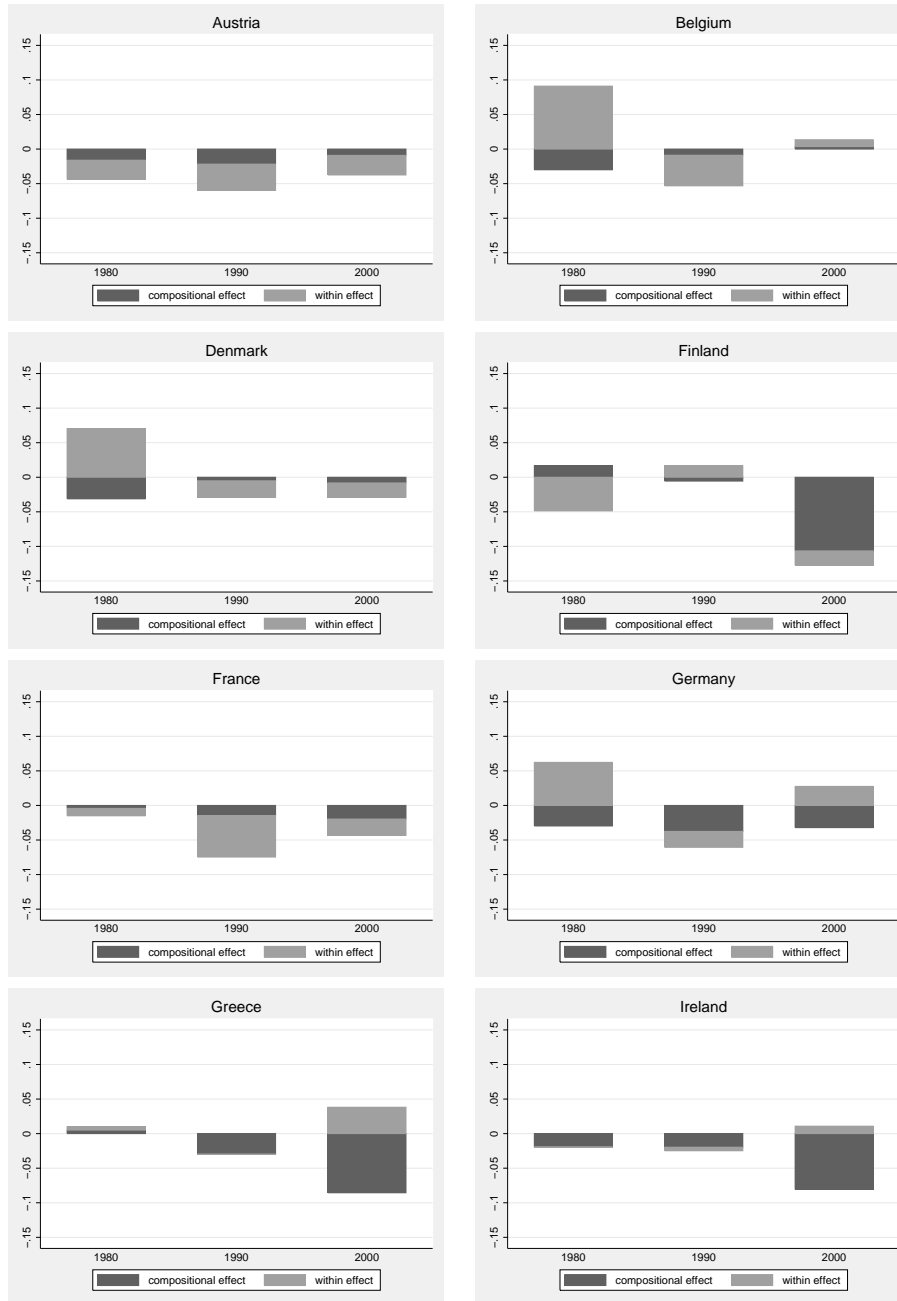 Austria
.15
.1
.05
0
−.05
−.1
−.15
1980 1990 2000
compositional effect within effect
Belgium
.15
.1
.05
0
−.05
−.1
−.15
1980 1990 2000
compositional effect within effect
Denmark
.15
.1
.05
0
−.05
−.1
−.15
1980 1990 2000
compositional effect within effect
Finland
.15
.1
.05
0
−.05
−.1
−.15
1980 1990 2000
compositional effect within effect
France
.15
.1
.05
0
−.05
−.1
−.15
1980 1990 2000
compositional effect within effect
Germany
.15
.1
.05
0
−.05
−.1
−.15
1980 1990 2000
compositional effect within effect
Greece
.15
.1
.05
0
−.05
−.1
−.15
1980 1990 2000
compositional effect within effect
Ireland
.15
.1
.05
0
−.05
−.1
−.15
1980 1990 2000
compositional effect within effect